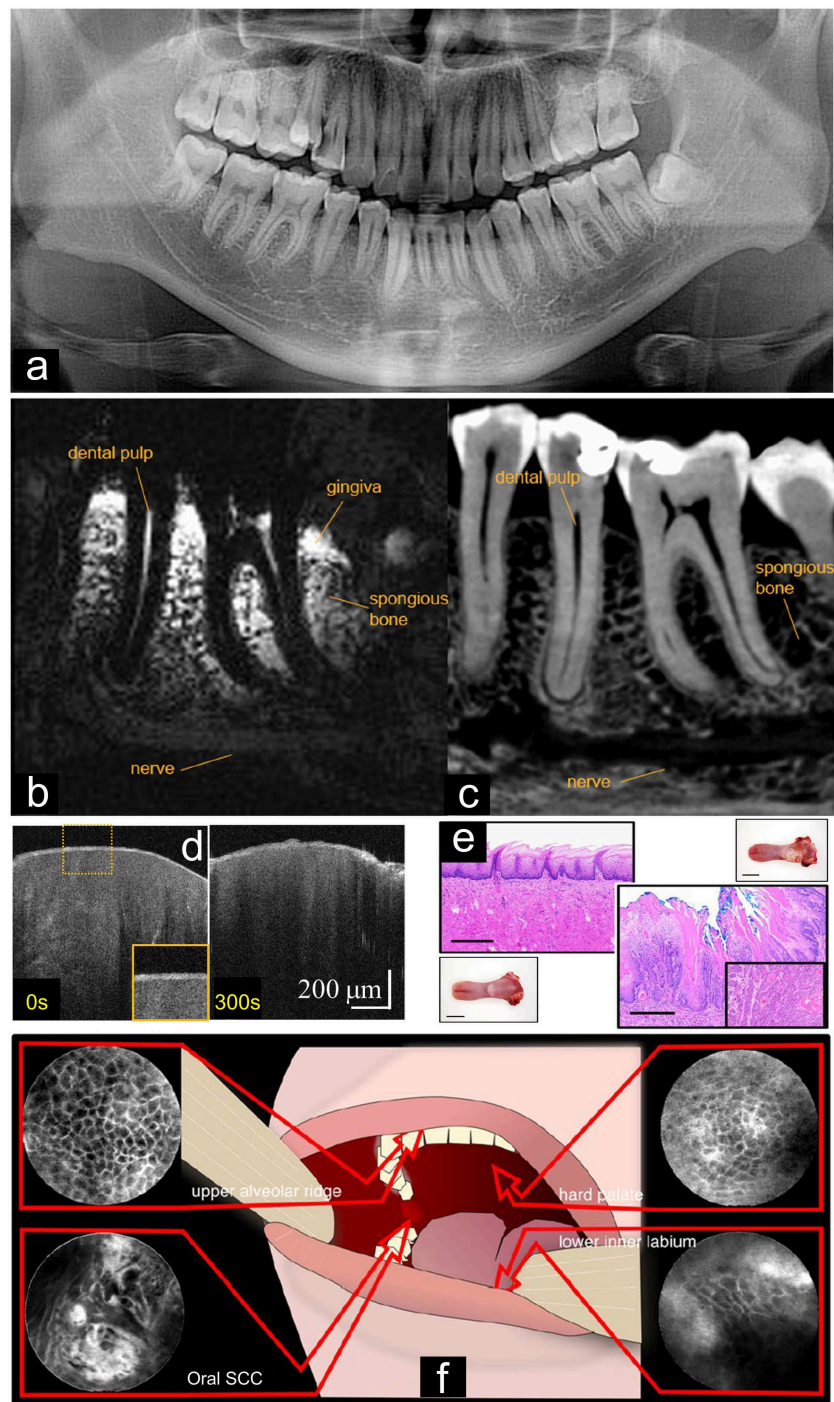 a
dental pulp
gingiva
spongious
bone
nerve
b
dental pulp
spongious
bone
nerve
c
d
0s
300s
200 μm
e
upper alveolar ridge
hard palate
lower inner labium
Oral SCC
f